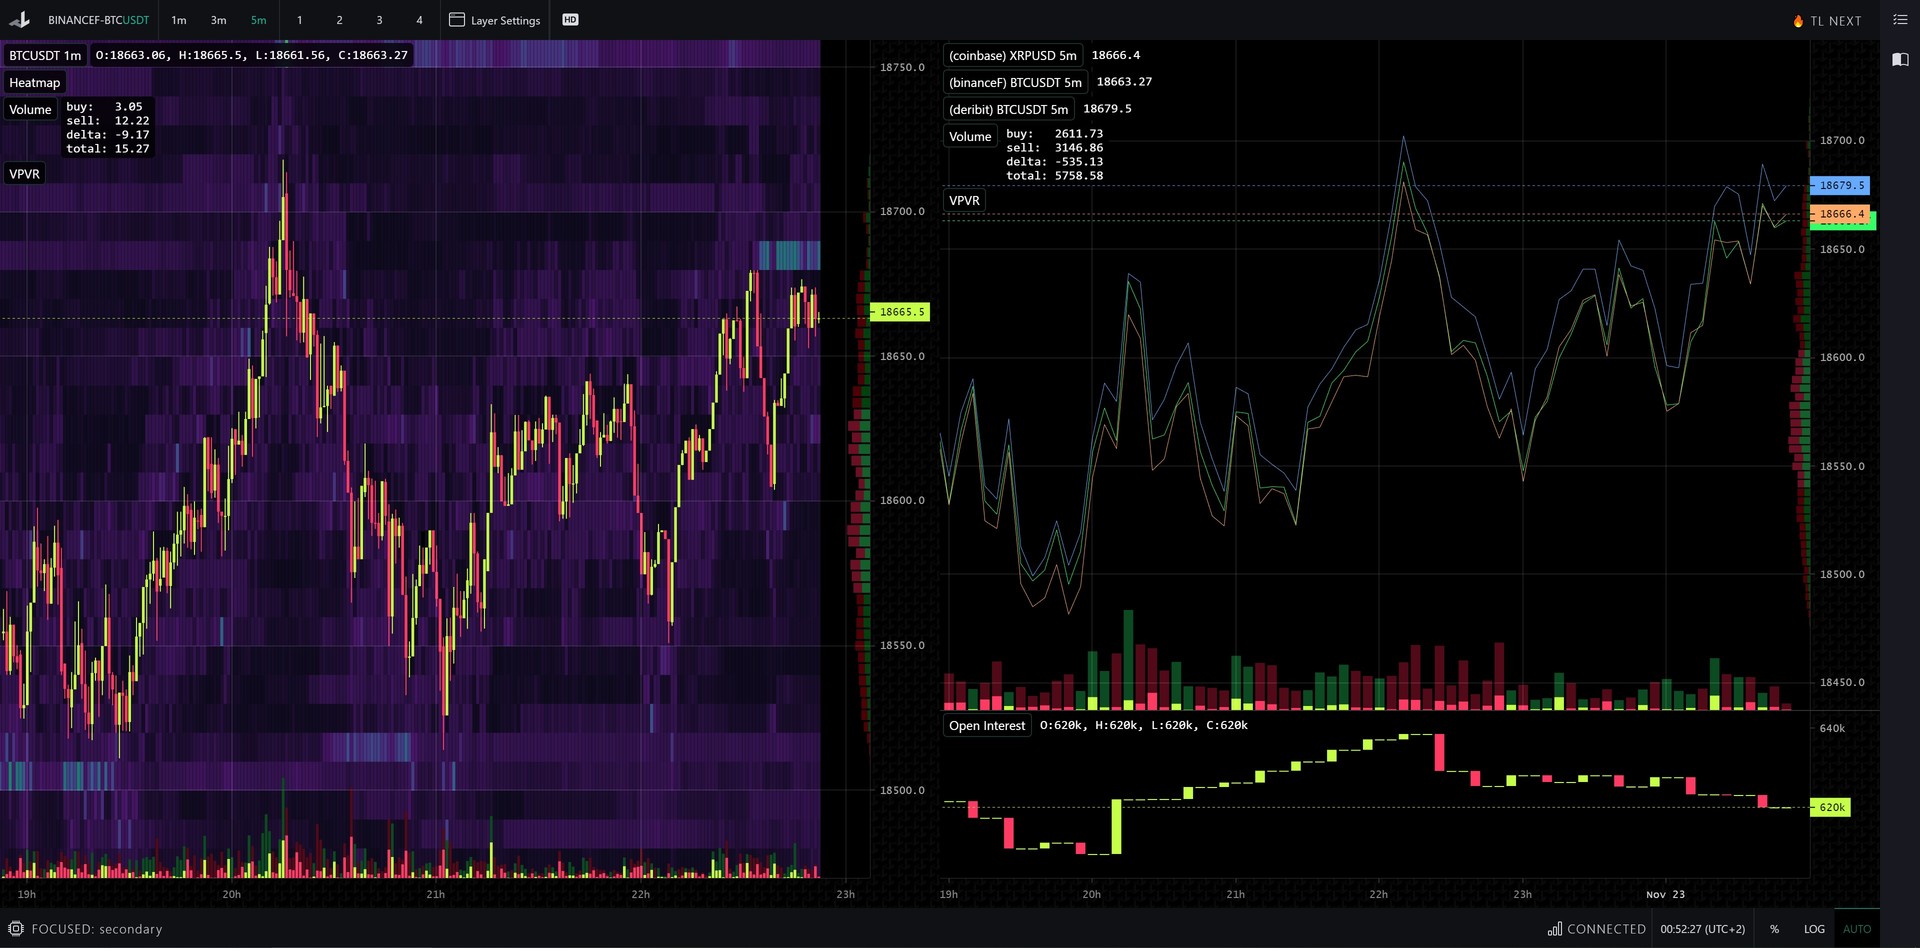 BINANCEF-BTCUSDT 1m 3m 5m 1 2 3 4 Layer Settings HD TL NEXT
BTCUSDT 1m O:18663.06, H:18665.5, L:18661.56, C:18663.27
Heatmap
Volume
buy: 3.05
sell: 12.22
delta: -9.17
total: 15.27
VPVR
18750.0
18700.0
18665.5
18650.0
18600.0
18550.0
18500.0
19h 20h 21h 22h 23h
(coinbase) XRPUSD 5m 18666.4
(binanceF) BTCUSDT 5m 18663.27
(deribit) BTCUSDT 5m 18679.5
Volume
buy: 2611.73
sell: 3146.86
delta: -535.13
total: 5758.58
VPVR
18700.0
18679.5
18666.4
18650.0
18600.0
18550.0
18500.0
18450.0
Open Interest O:620k, H:620k, L:620k, C:620k
640k
620k
19h 20h 21h 22h 23h Nov 23
FOCUSED: secondary CONNECTED 00:52:27 (UTC+2) % LOG AUTO